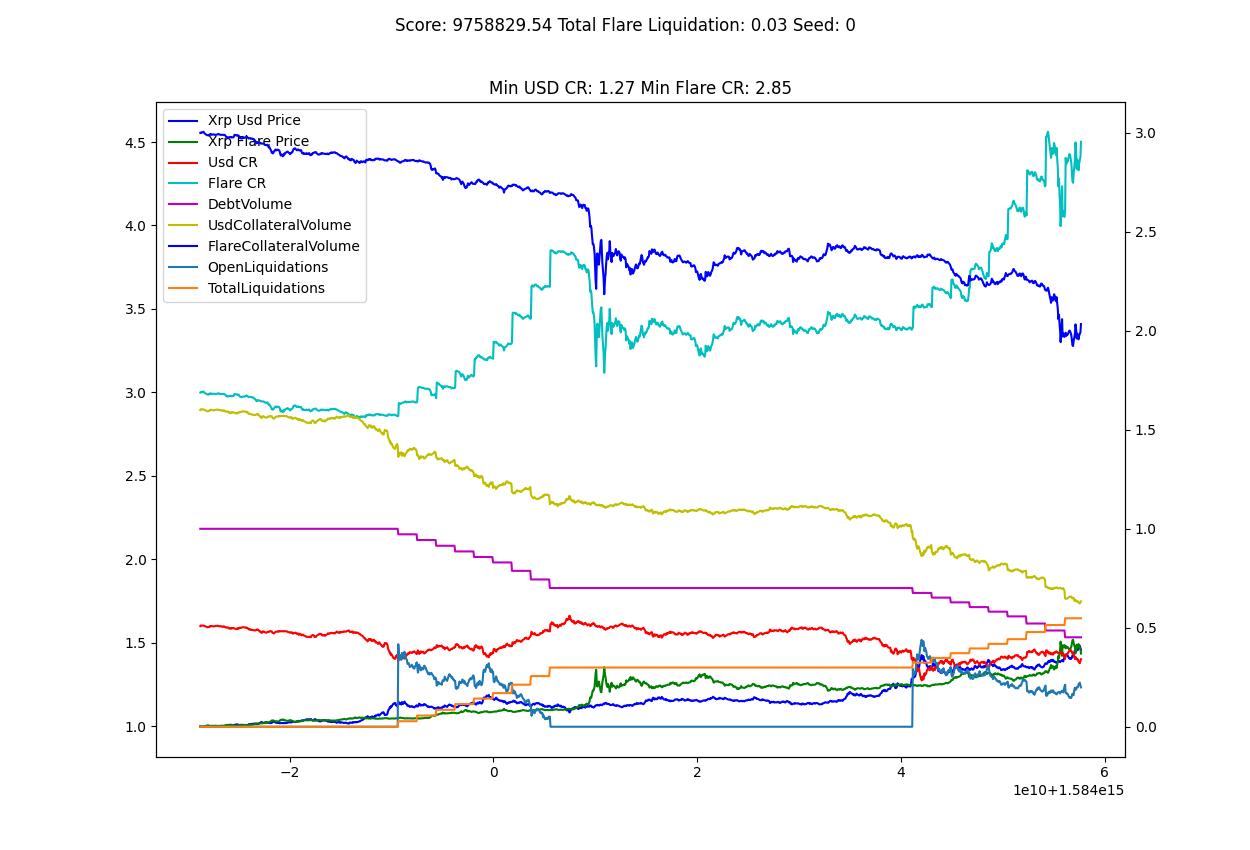 Score: 9758829.54 Total Flare Liquidation: 0.03 Seed: 0
Min USD CR: 1.27 Min Flare CR: 2.85
Xrp Usd Price
Xrp Flare Price
Usd CR
Flare CR
DebtVolume
UsdCollateralVolume
FlareCollateralVolume
OpenLiquidations
TotalLiquidations
4.5
4.0
3.5
3.0
2.5
2.0
1.5
1.0
3.0
2.5
2.0
1.5
1.0
0.5
0.0
−2
0
2
4
6
1e10+1.584e15